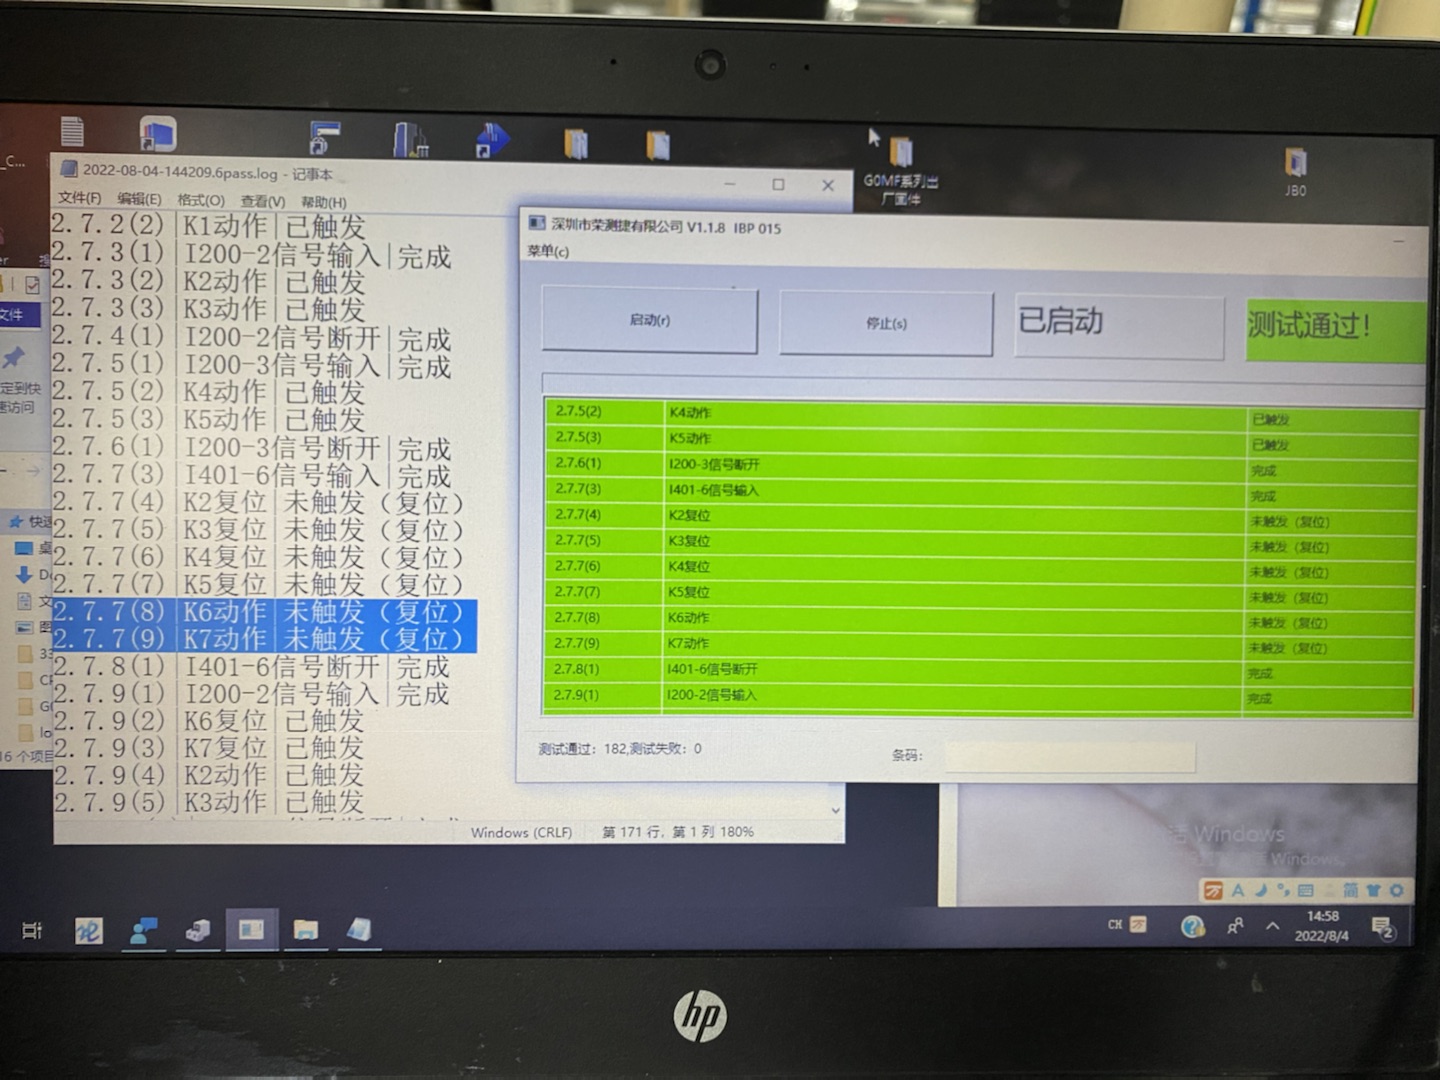 _C...
G0MF系列出
厂固件
JB0
2022-08-04-144209.6pass.log - 记事本
文件(F) 编辑(E) 格式(O) 查看(V) 帮助(H)
2.7.2(2) |K1动作|已触发
2.7.3(1) |I200-2信号输入|完成
2.7.3(2) |K2动作|已触发
2.7.3(3) |K3动作|已触发
2.7.4(1) |I200-2信号断开|完成
2.7.5(1) |I200-3信号输入|完成
2.7.5(2) |K4动作|已触发
2.7.5(3) |K5动作|已触发
2.7.6(1) |I200-3信号断开|完成
2.7.7(3) |I401-6信号输入|完成
2.7.7(4) |K2复位|未触发（复位）
2.7.7(5) |K3复位|未触发（复位）
2.7.7(6) |K4复位|未触发（复位）
2.7.7(7) |K5复位|未触发（复位）
2.7.7(8) |K6动作|未触发（复位）
2.7.7(9) |K7动作|未触发（复位）
2.7.8(1) |I401-6信号断开|完成
2.7.9(1) |I200-2信号输入|完成
2.7.9(2) |K6复位|已触发
2.7.9(3) |K7复位|已触发
2.7.9(4) |K2动作|已触发
2.7.9(5) |K3动作|已触发
Windows (CRLF) 第 171 行，第 1 列 180%
文件
定到快
速访问
快速
16 个项目
深圳市荣测捷有限公司 V1.1.8 IBP 015
菜单(c)
启动(r) 停止(s) 已启动 测试通过！
2.7.5(2) K4动作 已触发
2.7.5(3) K5动作 已触发
2.7.6(1) I200-3信号断开 完成
2.7.7(3) I401-6信号输入 完成
2.7.7(4) K2复位 未触发（复位）
2.7.7(5) K3复位 未触发（复位）
2.7.7(6) K4复位 未触发（复位）
2.7.7(7) K5复位 未触发（复位）
2.7.7(8) K6动作 未触发（复位）
2.7.7(9) K7动作 未触发（复位）
2.7.8(1) I401-6信号断开 完成
2.7.9(1) I200-2信号输入 完成
测试通过：182,测试失败：0 条码：
Windows
Windows。
万 A 简
CH 万 14:58
2022/8/4 2
hp